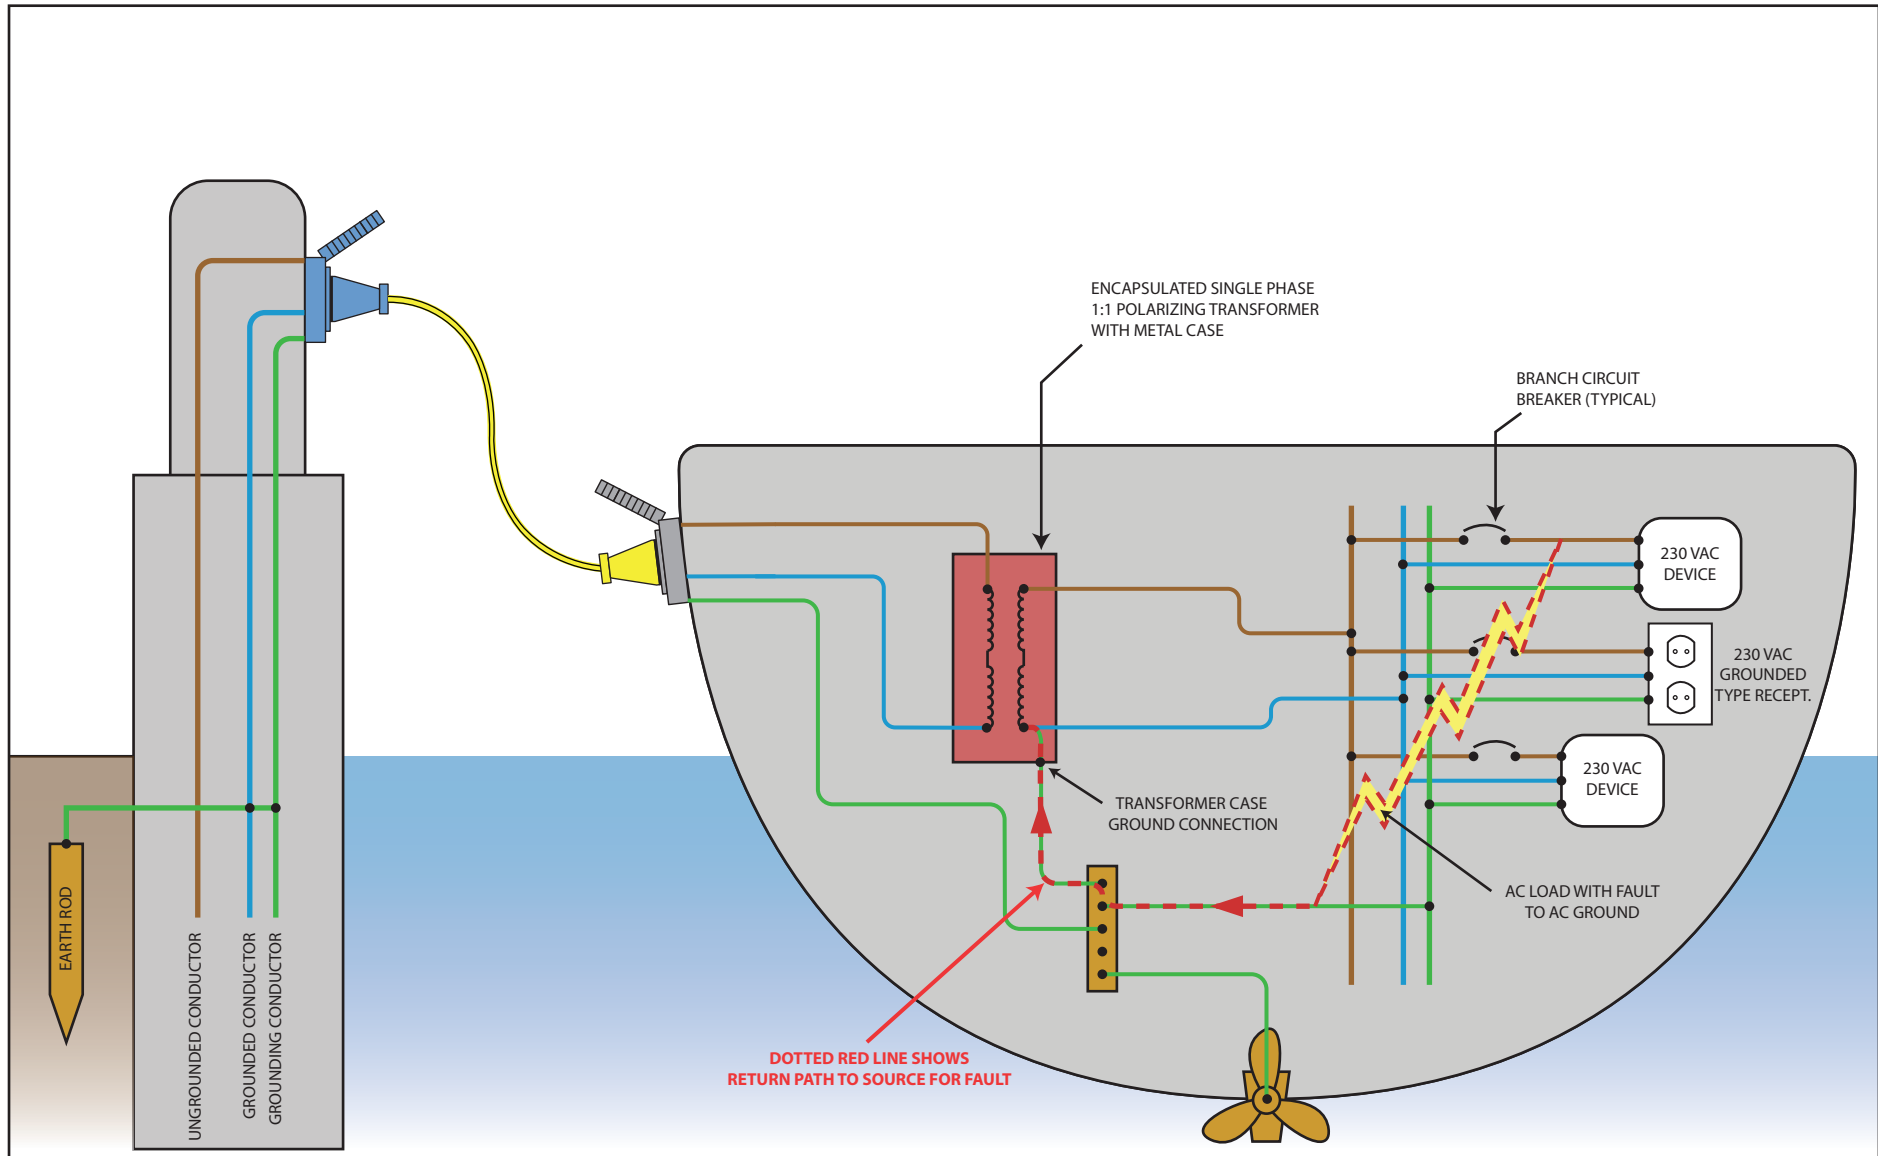 ENCAPSULATED SINGLE PHASE
1:1 POLARIZING TRANSFORMER
WITH METAL CASE
BRANCH CIRCUIT
BREAKER (TYPICAL)
230 VAC
DEVICE
230 VAC
GROUNDED
TYPE RECEPT.
230 VAC
DEVICE
TRANSFORMER CASE
GROUND CONNECTION
AC LOAD WITH FAULT
TO AC GROUND
EARTH ROD
UNGROUNDED CONDUCTOR
GROUNDED CONDUCTOR
GROUNDING CONDUCTOR
DOTTED RED LINE SHOWS
RETURN PATH TO SOURCE FOR FAULT